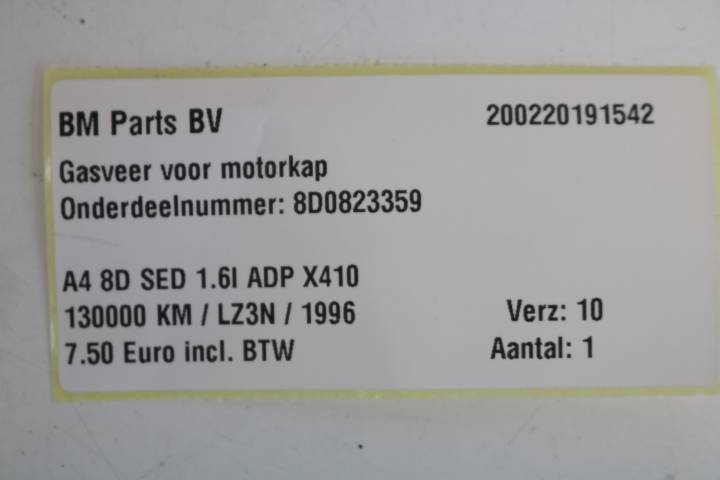 BM Parts BV 200220191542
Gasveer voor motorkap
Onderdeelnummer: 8D0823359
A4 8D SED 1.6I ADP X410
130000 KM / LZ3N / 1996 Verz: 10
7.50 Euro incl. BTW Aantal: 1